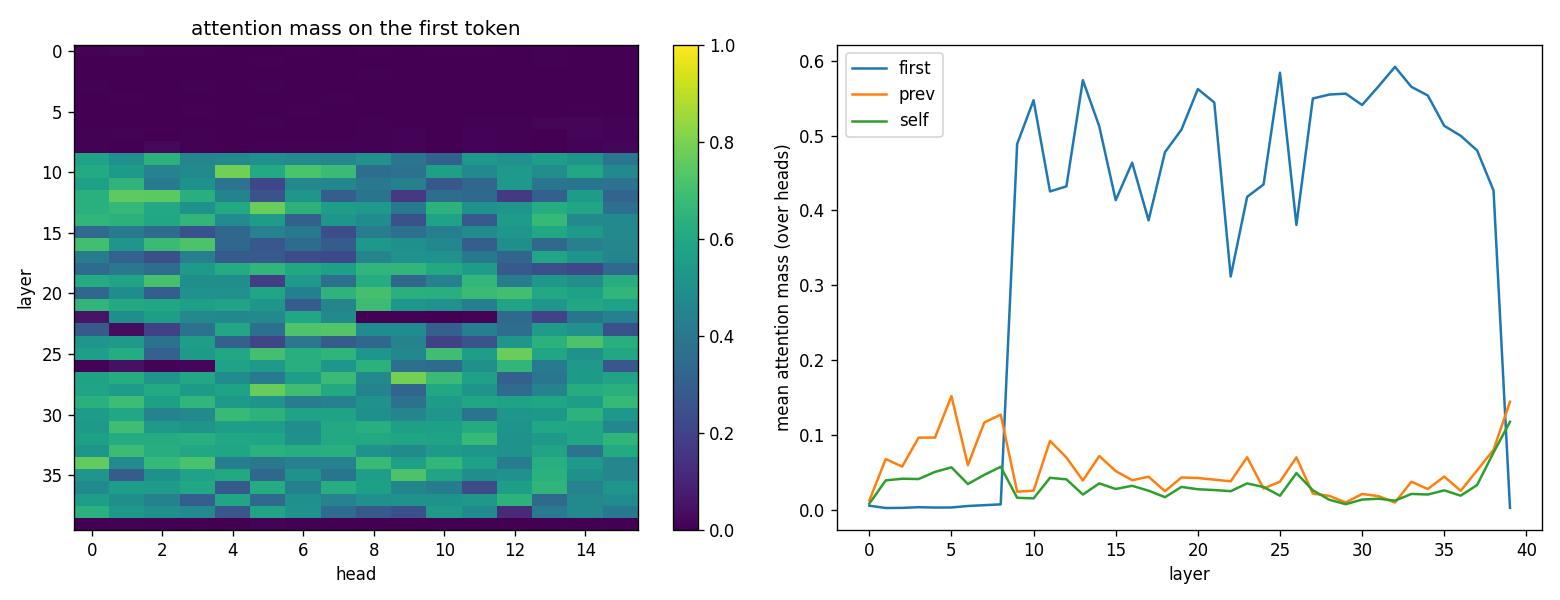 attention mass on the first token
0
5
10
15
20
25
30
35
layer
0 2 4 6 8 10 12 14
head
1.0
0.8
0.6
0.4
0.2
0.0
first
prev
self
0.6
0.5
0.4
0.3
0.2
0.1
0.0
mean attention mass (over heads)
0 5 10 15 20 25 30 35 40
layer